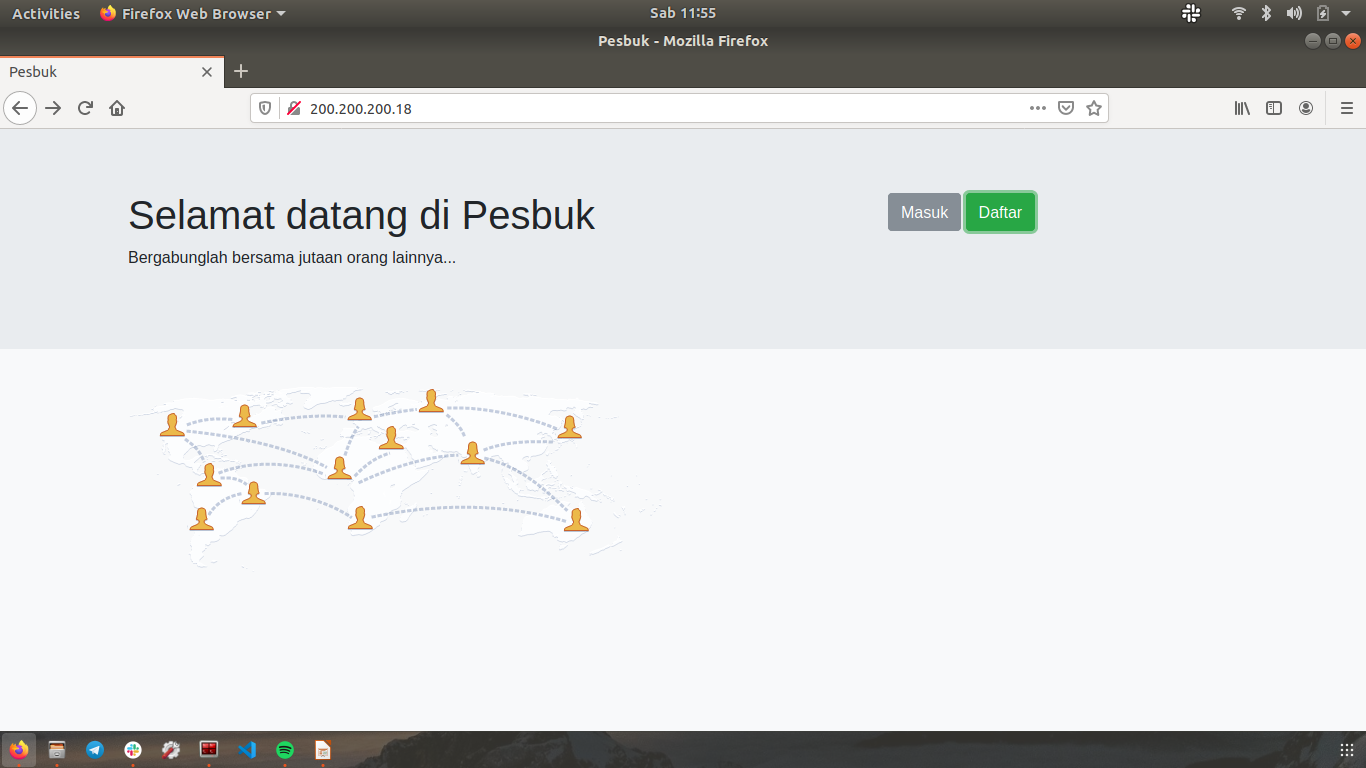 Activities Firefox Web Browser Sab 11:55
Pesbuk - Mozilla Firefox
Pesbuk
200.200.200.18
Selamat datang di Pesbuk
Masuk Daftar
Bergabunglah bersama jutaan orang lainnya...